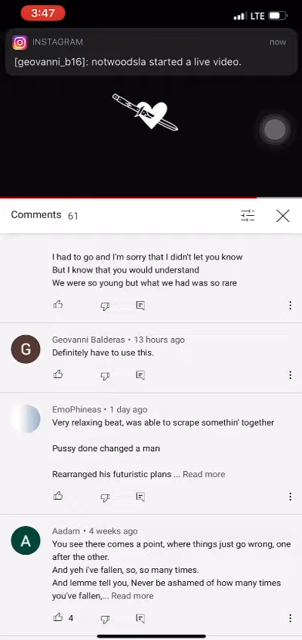 3:47
LTE
INSTAGRAM
now
[geovanni_b16]: notwoodsla started a live video.
Comments 61
I had to go and I'm sorry that I didn't let you know
But I know that you would understand
We were so young but what we had was so rare
G
Geovanni Balderas • 13 hours ago
Definitely have to use this.
EmoPhineas • 1 day ago
Very relaxing beat, was able to scrape somethin' together
Pussy done changed a man
Rearranged his futuristic plans ... Read more
A
Aadam • 4 weeks ago
You see there comes a point, where things just go wrong, one
after the other.
And yeh i've fallen, so, so many times.
And lemme tell you, Never be ashamed of how many times
you've fallen,... Read more
4